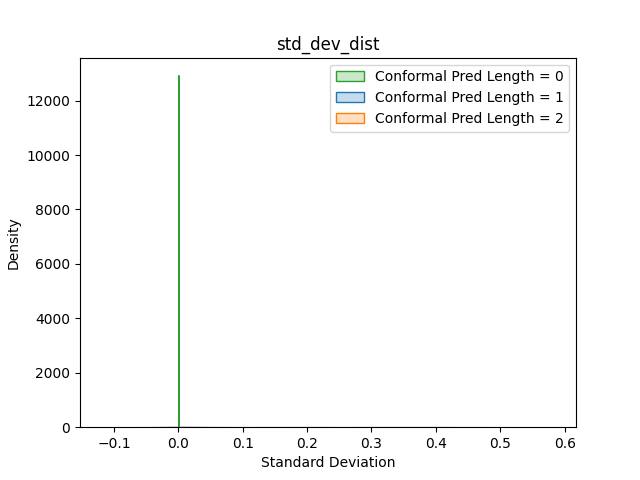 std_dev_dist
Conformal Pred Length = 0
Conformal Pred Length = 1
Conformal Pred Length = 2
Density
12000
10000
8000
6000
4000
2000
0
−0.1
0.0
0.1
0.2
0.3
0.4
0.5
0.6
Standard Deviation